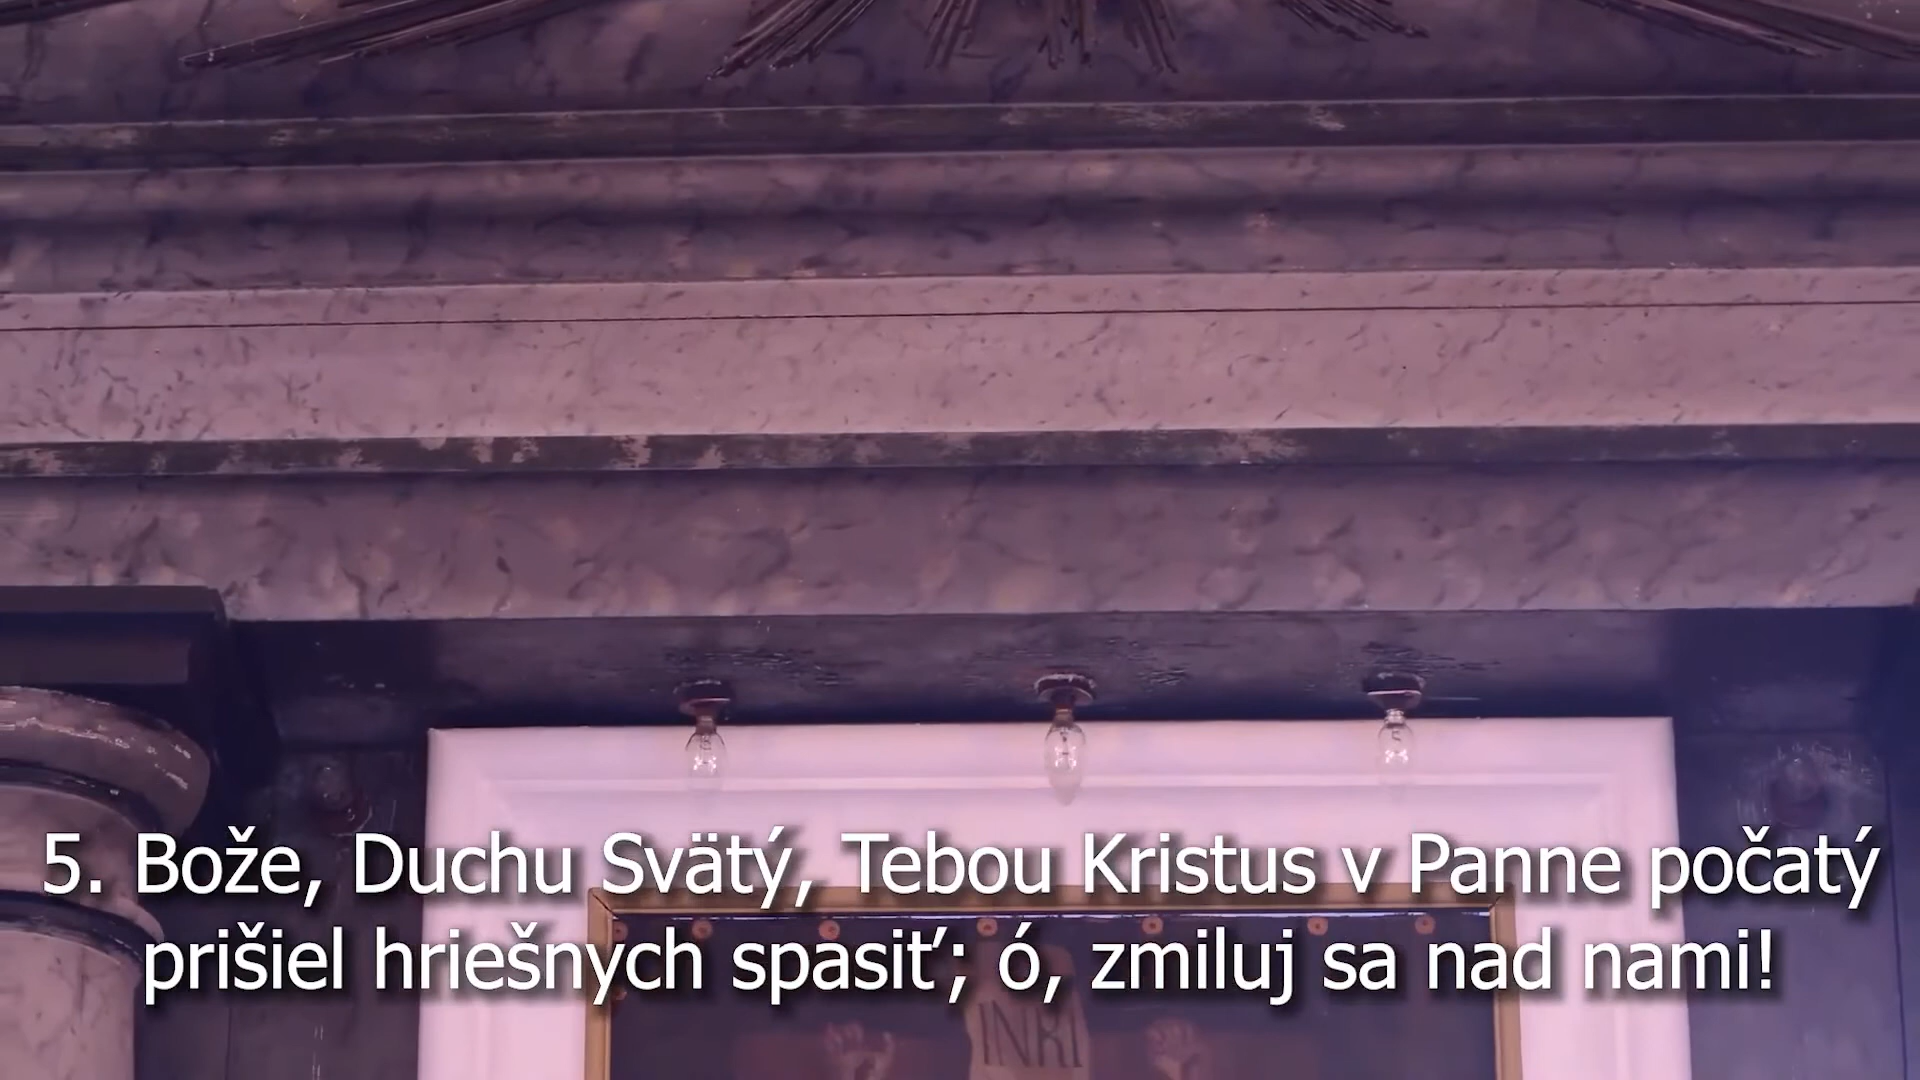 5. Bože, Duchu Svätý, Tebou Kristus v Panne počatý
prišiel hriešnych spasiť; ó, zmiluj sa nad nami!
INRI